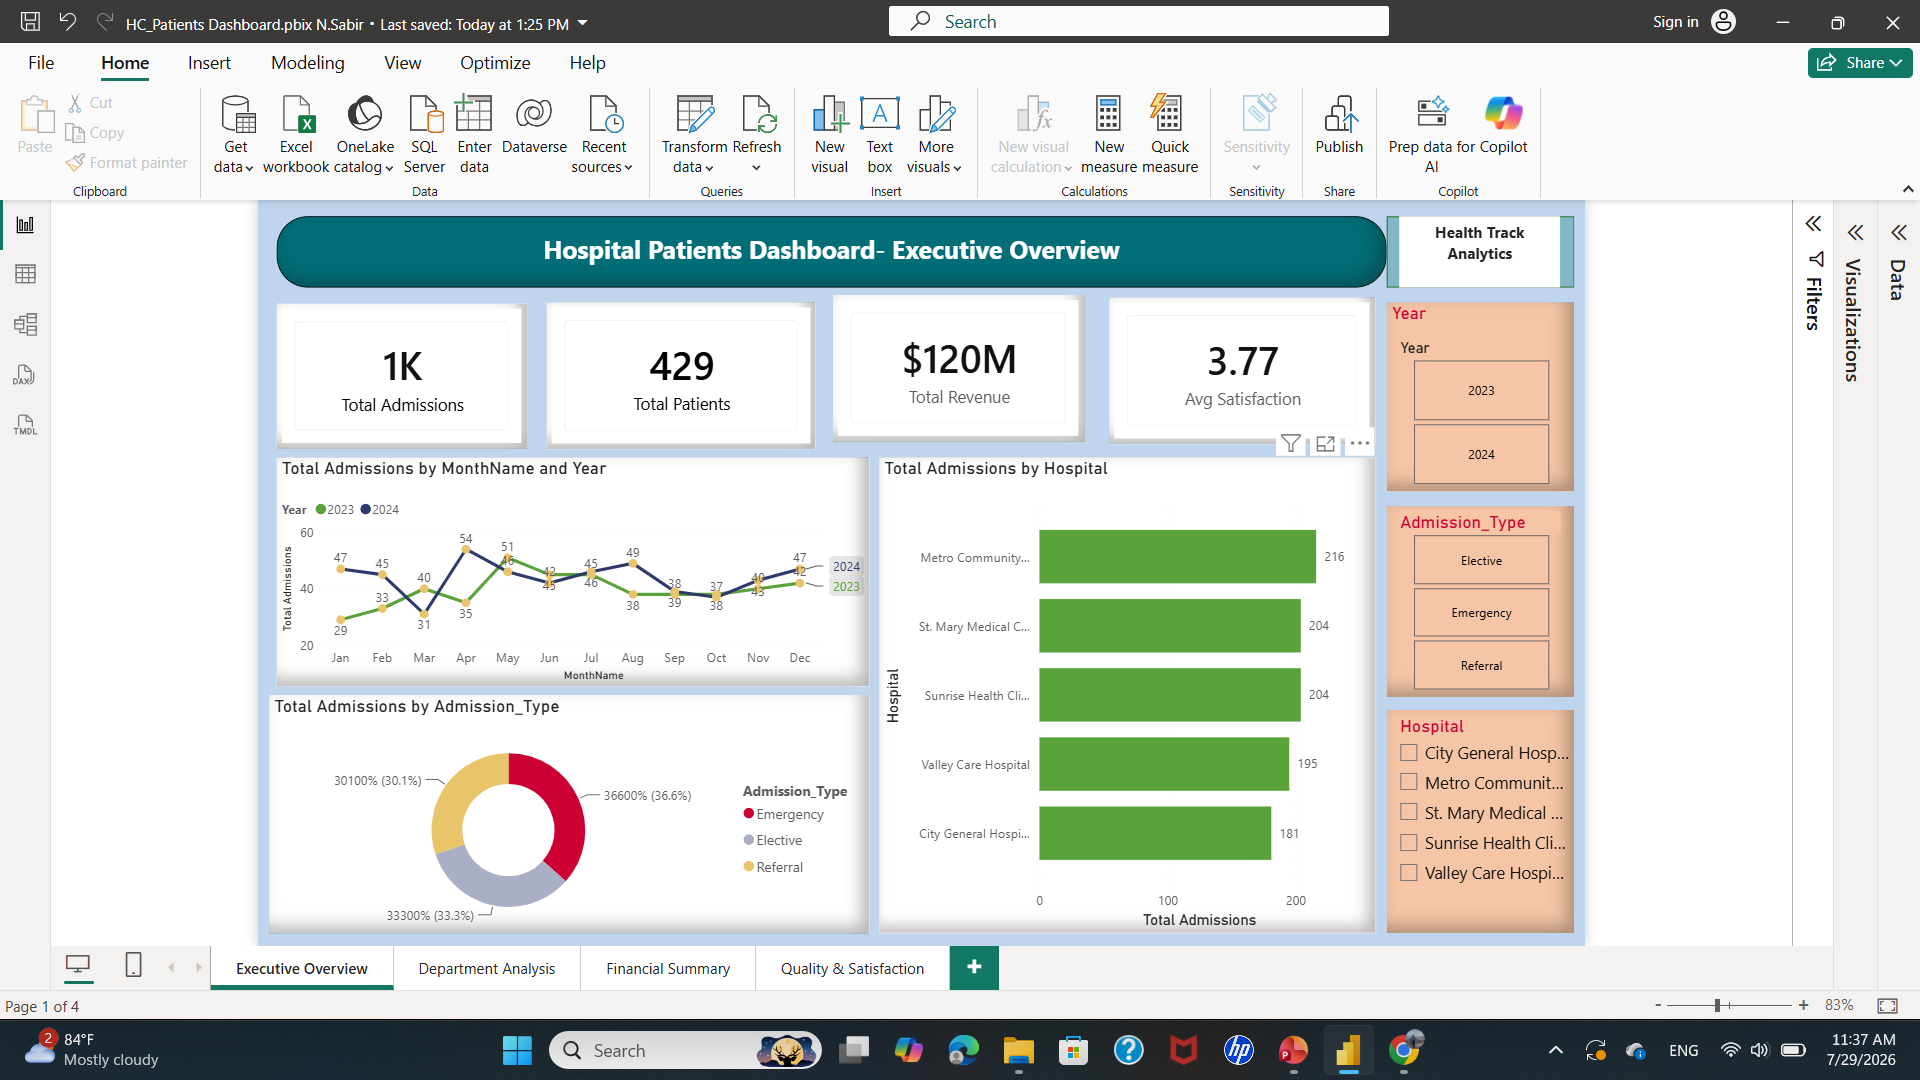 HC_Patients Dashboard.pbix N.Sabir • Last saved: Today at 1:25 PM
Search
Sign in
File
Home
Insert
Modeling
View
Optimize
Help
Share
Paste
Cut
Copy
Format painter
Clipboard
Get data
Excel workbook
OneLake catalog
SQL Server
Enter data
Dataverse
Recent sources
Data
Transform data
Refresh
Queries
New visual
Text box
More visuals
Insert
New visual calculation
New measure
Quick measure
Calculations
Sensitivity
Sensitivity
Publish
Share
Prep data for AI
Copilot
Copilot
DAX
TMDL
Hospital Patients Dashboard- Executive Overview
Health Track
Analytics
1K
Total Admissions
429
Total Patients
$120M
Total Revenue
3.77
Avg Satisfaction
Year
Year
2023
2024
Total Admissions by MonthName and Year
Year 2023 2024
Total Admissions
60
40
20
47 45 40 54 51 42 45 49 38 37 40 47
29 33 31 35 46 45 46 38 39 38 43 42
2024
2023
Jan Feb Mar Apr May Jun Jul Aug Sep Oct Nov Dec
MonthName
Total Admissions by Hospital
Hospital
Metro Community... 216
St. Mary Medical C... 204
Sunrise Health Cli... 204
Valley Care Hospital 195
City General Hospi... 181
0 100 200
Total Admissions
Total Admissions by Admission_Type
30100% (30.1%)
36600% (36.6%)
33300% (33.3%)
Admission_Type
Emergency
Elective
Referral
Admission_Type
Elective
Emergency
Referral
Hospital
City General Hosp...
Metro Communit...
St. Mary Medical ...
Sunrise Health Cli...
Valley Care Hospi...
Filters
Visualizations
Data
Executive Overview
Department Analysis
Financial Summary
Quality & Satisfaction
+
Page 1 of 4
- + 83%
2
84°F
Mostly cloudy
Search
hp
P
ENG
11:37 AM
7/29/2026